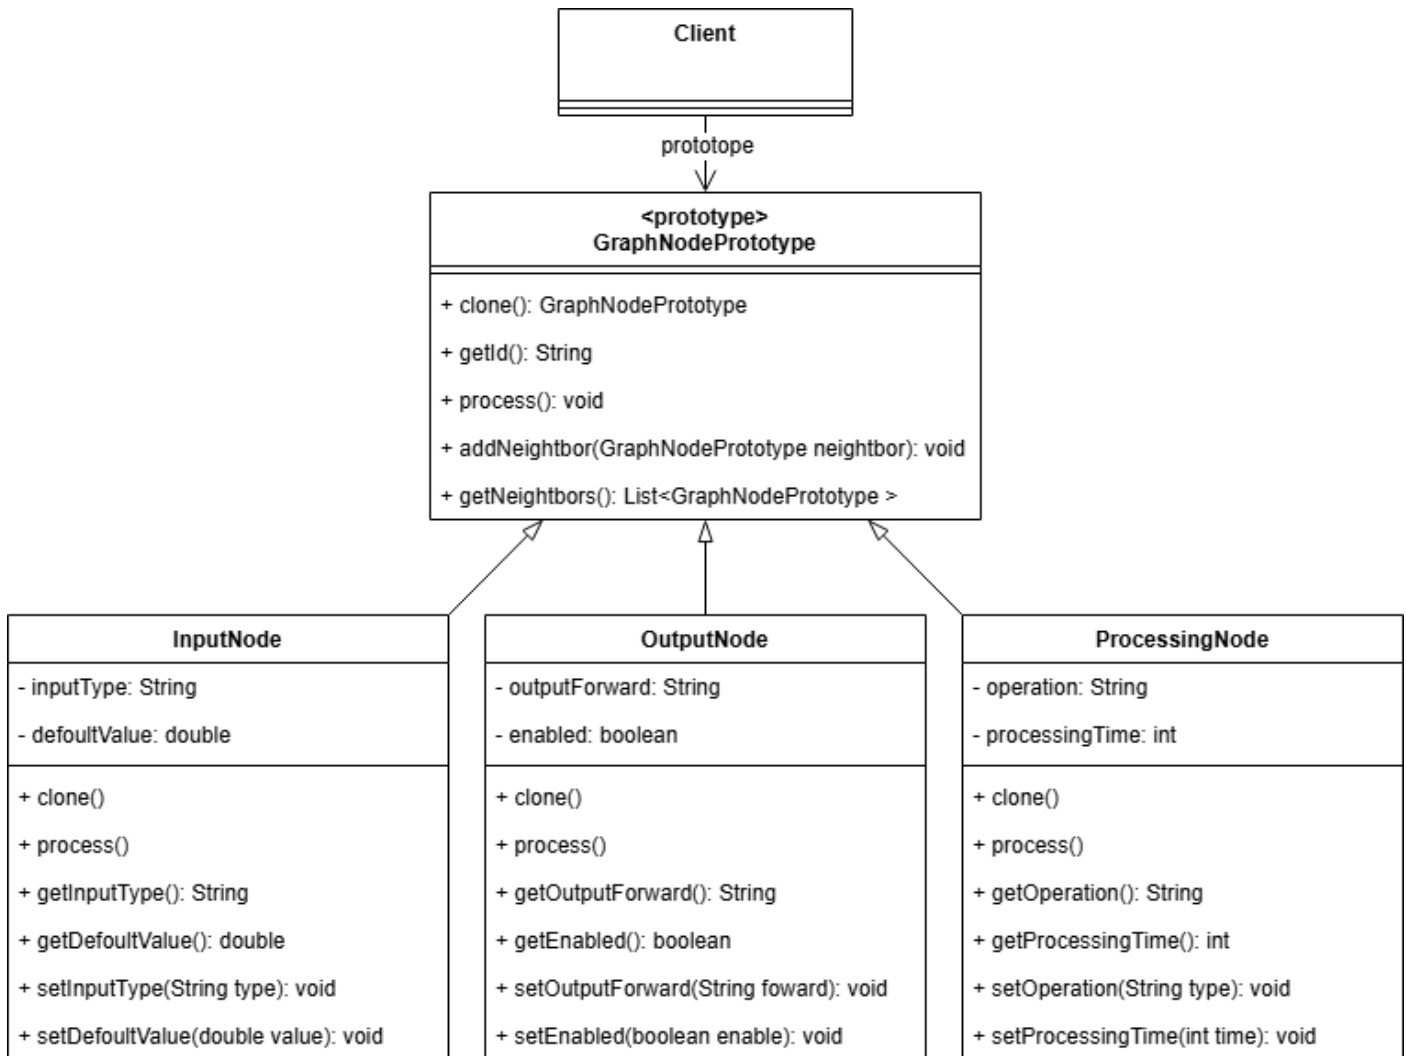 Client
prototope
<prototype>
GraphNodePrototype
+ clone(): GraphNodePrototype
+ getId(): String
+ process(): void
+ addNeightbor(GraphNodePrototype neightbor): void
+ getNeightbors(): List<GraphNodePrototype >
InputNode
- inputType: String
- defoultValue: double
+ clone()
+ process()
+ getInputType(): String
+ getDefoultValue(): double
+ setInputType(String type): void
+ setDefoultValue(double value): void
OutputNode
- outputForward: String
- enabled: boolean
+ clone()
+ process()
+ getOutputForward(): String
+ getEnabled(): boolean
+ setOutputForward(String foward): void
+ setEnabled(boolean enable): void
ProcessingNode
- operation: String
- processingTime: int
+ clone()
+ process()
+ getOperation(): String
+ getProcessingTime(): int
+ setOperation(String type): void
+ setProcessingTime(int time): void